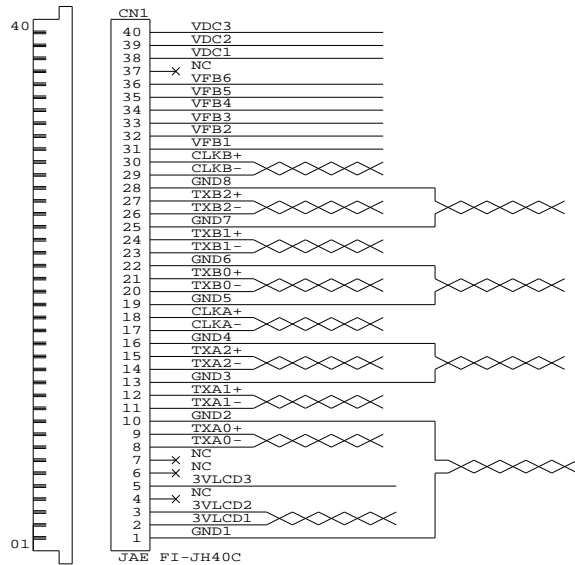 CN1
40
40 VDC3
39 VDC2
38 VDC1
37 NC
36 VFB6
35 VFB5
34 VFB4
33 VFB3
32 VFB2
31 VFB1
30 CLKB+
29 CLKB-
28 GND8
27 TXB2+
26 TXB2-
25 GND7
24 TXB1+
23 TXB1-
22 GND6
21 TXB0+
20 TXB0-
19 GND5
18 CLKA+
17 CLKA-
16 GND4
15 TXA2+
14 TXA2-
13 GND3
12 TXA1+
11 TXA1-
10 GND2
9 TXA0+
8 TXA0-
7 NC
6 NC
5 3VLCD3
4 NC
3 3VLCD2
2 3VLCD1
1 GND1
01
JAE FI-JH40C